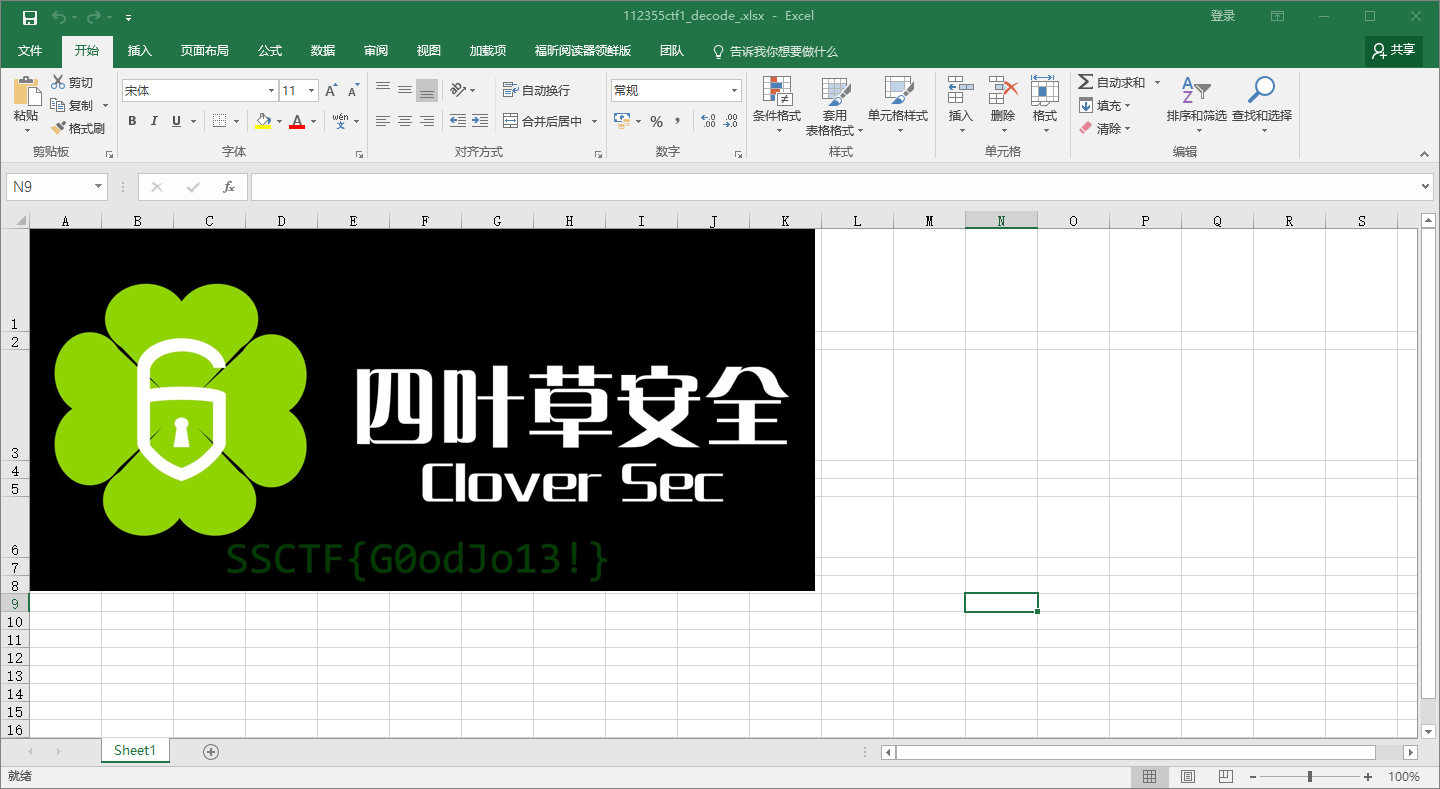 112355ctf1_decode_.xlsx - Excel
登录
文件 开始 插入 页面布局 公式 数据 审阅 视图 加载项 福昕阅读器领鲜版 团队 告诉我你想要做什么 共享
粘贴 剪切 复制 格式刷 剪贴板
宋体 11 B I U wén 文 字体
自动换行 合并后居中 对齐方式
常规 % 数字
条件格式 套用表格格式 单元格样式 样式
插入 删除 格式 单元格
自动求和 填充 清除 排序和筛选 查找和选择 编辑
N9 fx
A B C D E F G H I J K L M N O P Q R S
1
2
3
4
5
6
7
8
9
10
11
12
13
14
15
16
四叶草安全
Clover Sec
SSCTF{G0odJo13!}
Sheet1
就绪 100%